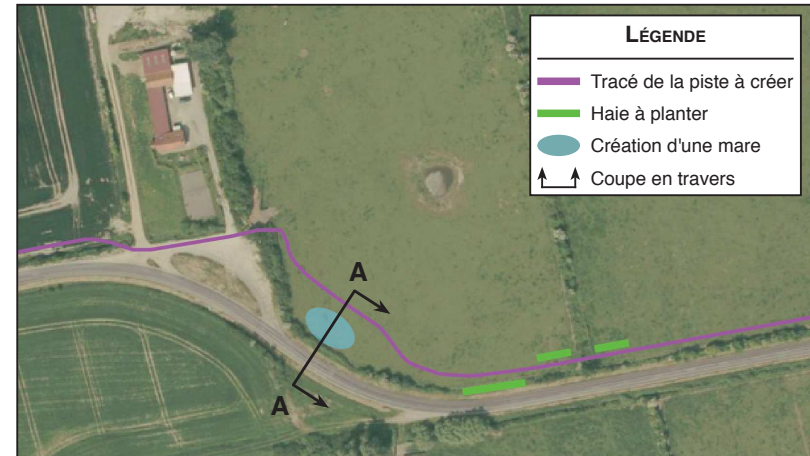 LÉGENDE
Tracé de la piste à créer
Haie à planter
Création d'une mare
Coupe en travers
A
A